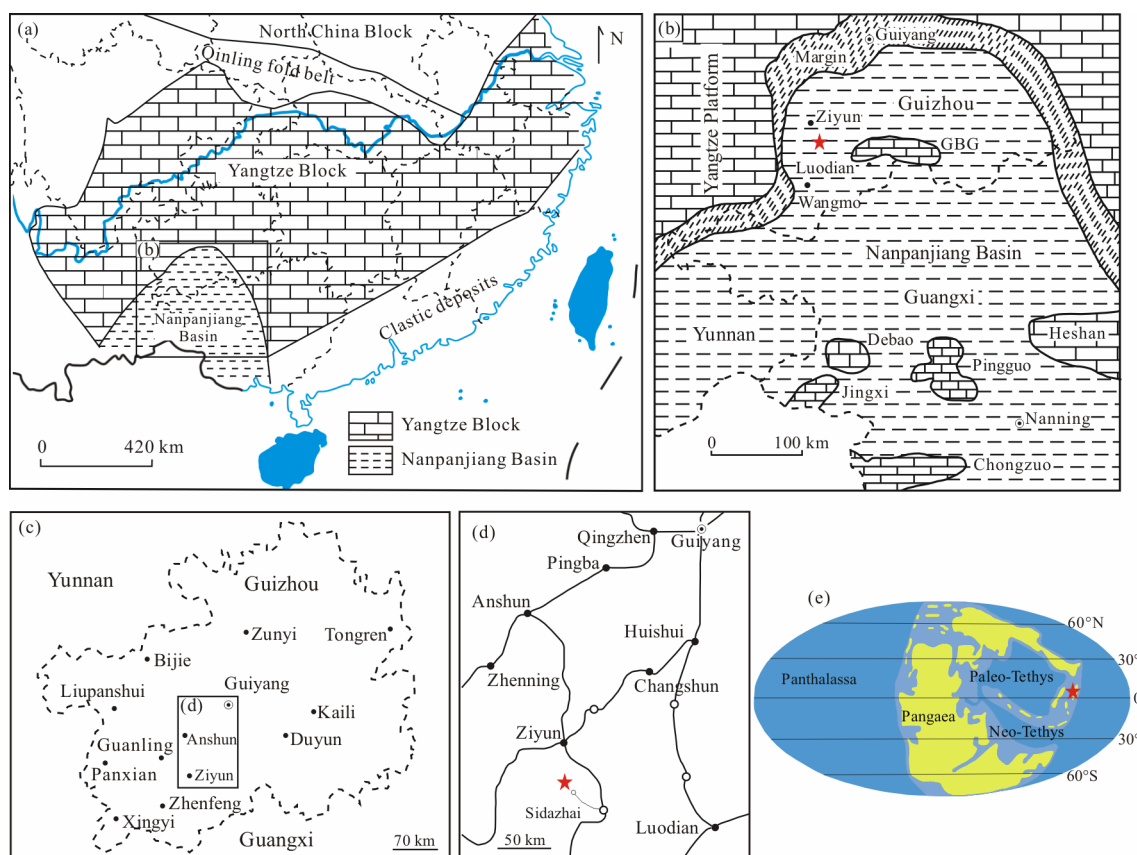 (a)
North China Block
N
Qinling fold belt
Yangtze Block
(b)
Nanpanjiang
Basin
Clastic deposits
0 420 km
Yangtze Block
Nanpanjiang Basin
(b)
Guiyang
Margin
Yangtze Platform
Guizhou
Ziyun
GBG
Luodian
Wangmo
Nanpanjiang Basin
Guangxi
Yunnan
Debao
Heshan
Pingguo
Jingxi
Nanning
0 100 km
Chongzuo
(c)
Yunnan
Guizhou
Zunyi
Tongren
Bijie
Liupanshui
Guiyang
(d)
Kaili
Anshun
Duyun
Guanling
Panxian
Ziyun
Zhenfeng
Xingyi
Guangxi
70 km
(d)
Qingzhen
Guiyang
Pingba
Anshun
Huishui
Zhenning
Changshun
Ziyun
Sidazhai
Luodian
50 km
(e)
60°N
30°
Panthalassa
Paleo-Tethys
0
Pangaea
Neo-Tethys
30°
60°S